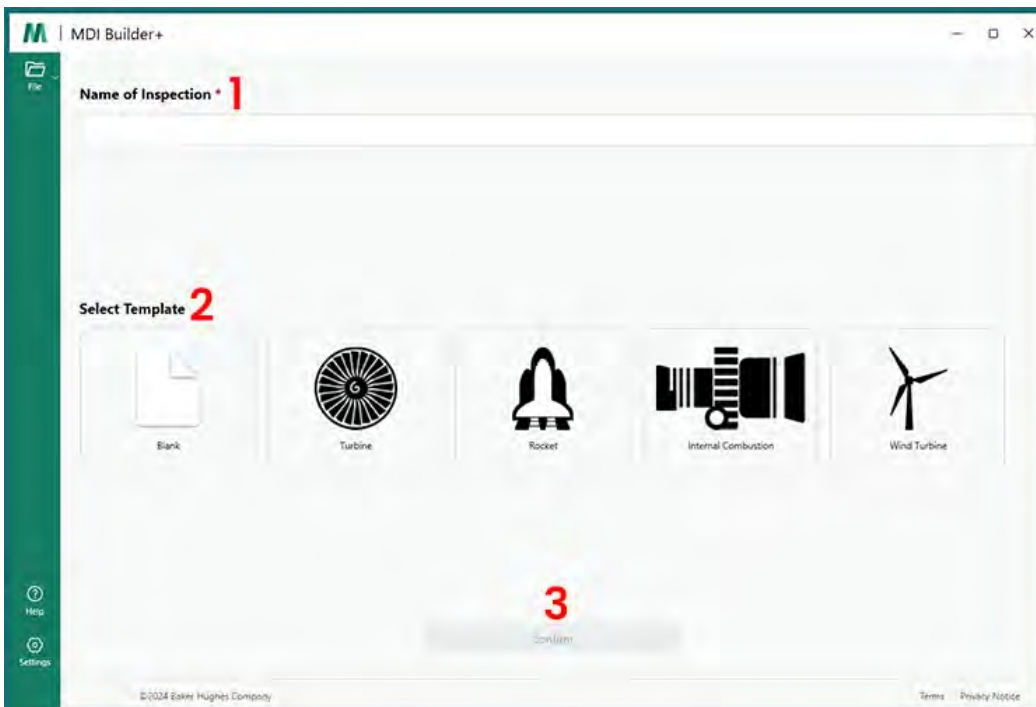 M | MDI Builder+
File
Name of Inspection * 1
Select Template 2
Blank
Turbine
Rocket
Internal Combustion
Wind Turbine
3
Confirm
Help
Settings
©2024 Baker Hughes Company
Terms Privacy Notice